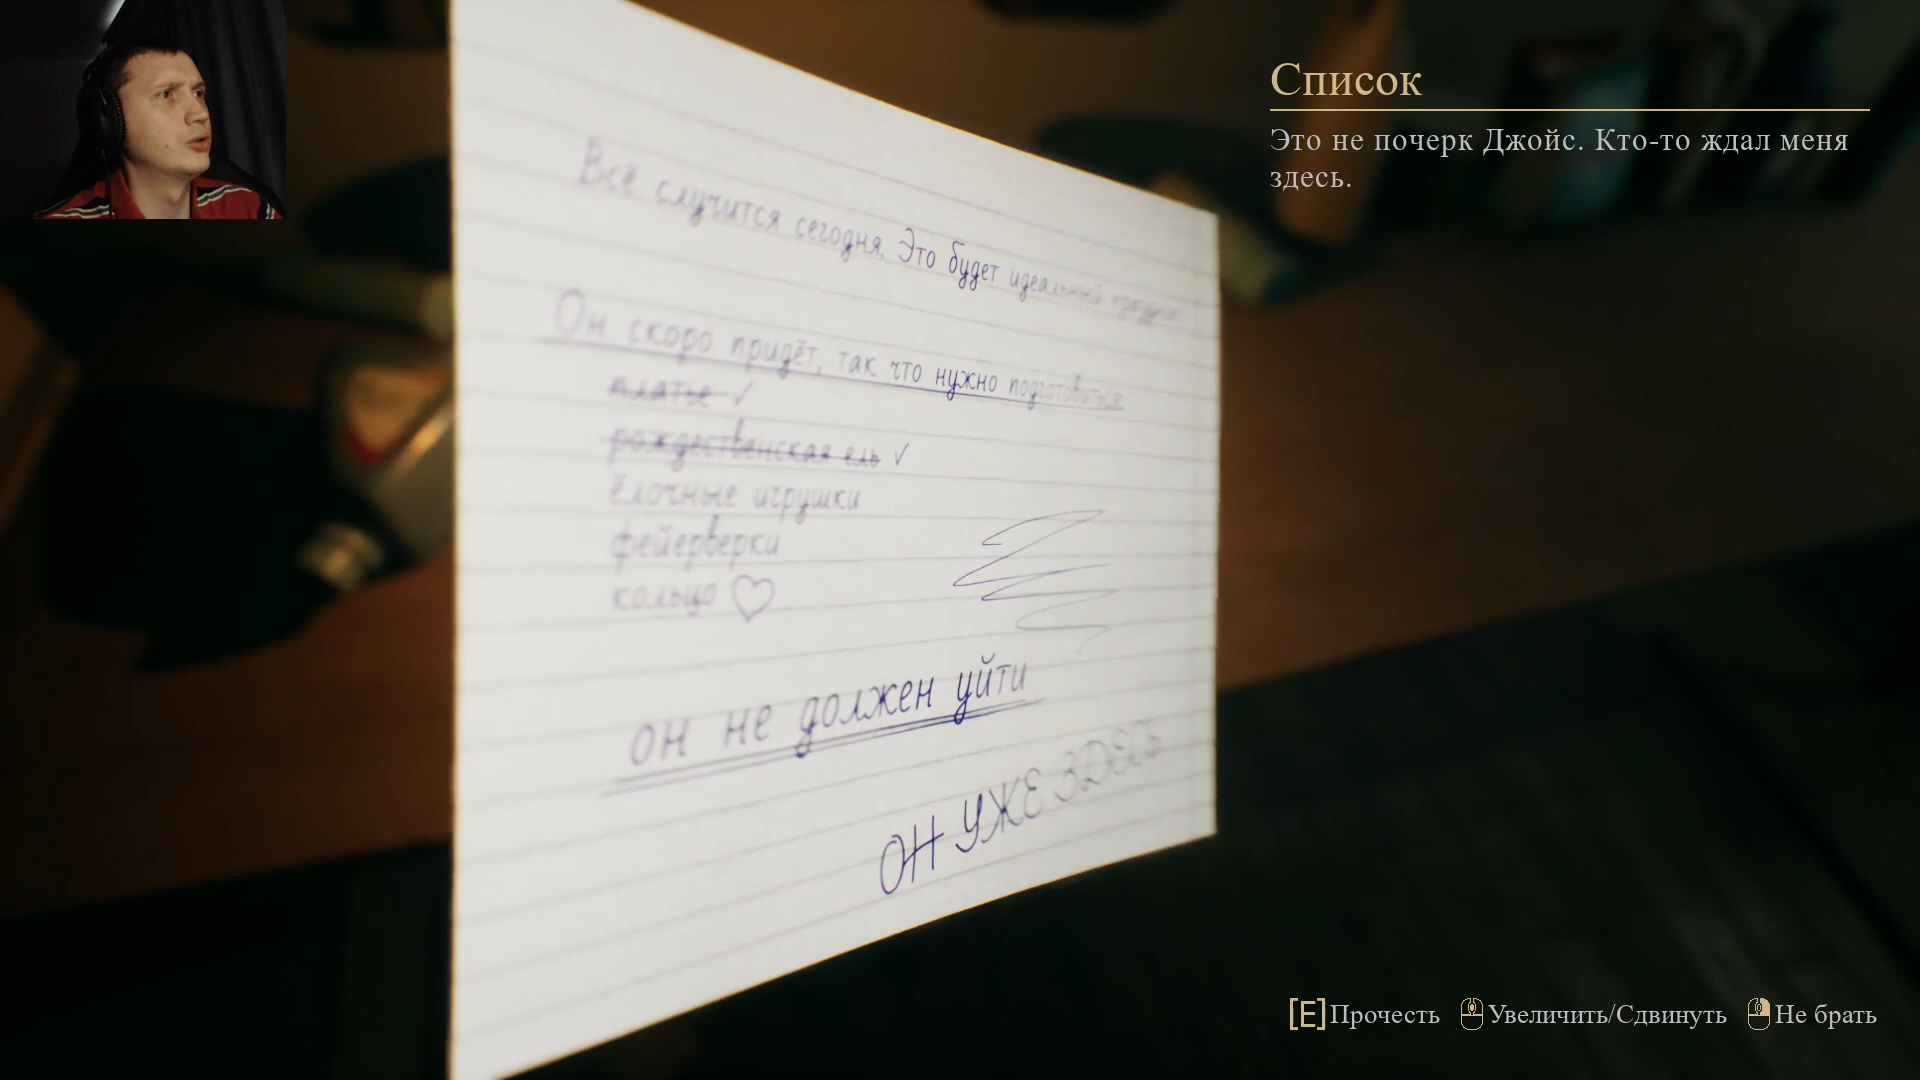 Список
Это не почерк Джойс. Кто-то ждал меня
здесь.
Всё случится сегодня. Это будет идеальный
Он скоро придёт, так что нужно подготовиться
платье ✓
рождественская ель ✓
ёлочные игрушки
фейерверки
кольцо ♡
он не должен уйти
ОН УЖЕ ЗДЕСЬ
[E] Прочесть Увеличить/Сдвинуть Не брать